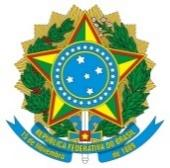 REPÚBLICA FEDERATIVA DO BRASIL
15 de Novembro
de 1889